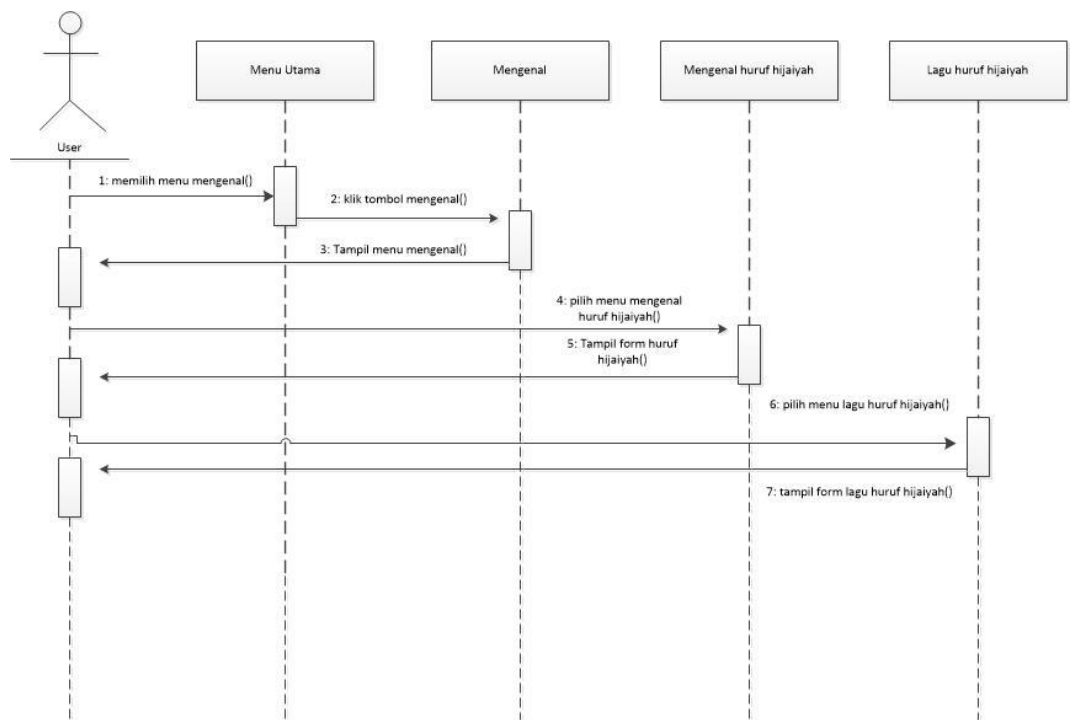 Menu Utama
Mengenal
Mengenal huruf hijaiyah
Lagu huruf hijaiyah
User
1: memilih menu mengenal()
2: klik tombol mengenal()
3: Tampil menu mengenal()
4: pilih menu mengenal
huruf hijaiyah()
5: Tampil form huruf
hijaiyah()
6: pilih menu lagu huruf hijaiyah()
7: tampil form lagu huruf hijaiyah()